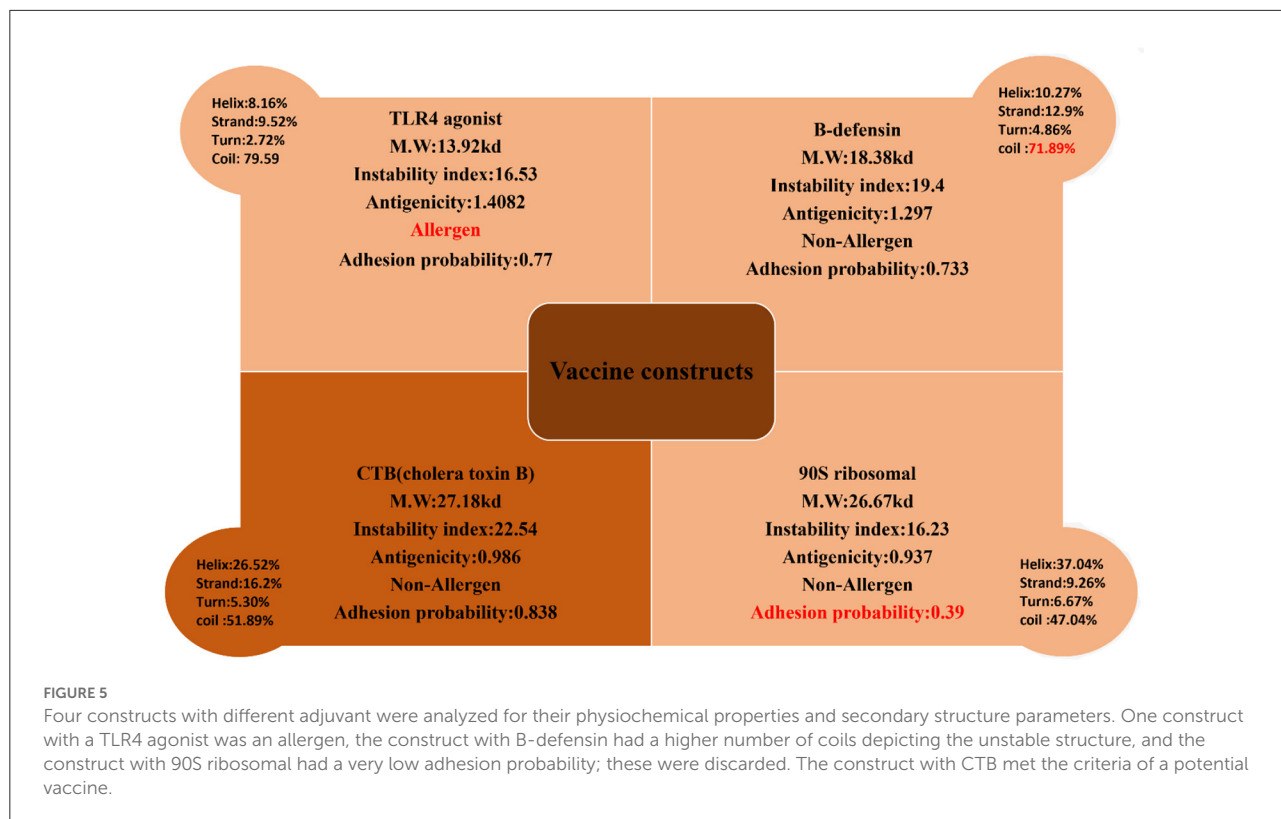 Helix:8.16%
Strand:9.52%
Turn:2.72%
Coil: 79.59
TLR4 agonist
M.W:13.92kd
Instability index:16.53
Antigenicity:1.4082
Allergen
Adhesion probability:0.77
B-defensin
M.W:18.38kd
Instability index:19.4
Antigenicity:1.297
Non-Allergen
Adhesion probability:0.733
Helix:10.27%
Strand:12.9%
Turn:4.86%
coil :71.89%
Vaccine constructs
Helix:26.52%
Strand:16.2%
Turn:5.30%
coil :51.89%
CTB(cholera toxin B)
M.W:27.18kd
Instability index:22.54
Antigenicity:0.986
Non-Allergen
Adhesion probability:0.838
90S ribosomal
M.W:26.67kd
Instability index:16.23
Antigenicity:0.937
Non-Allergen
Adhesion probability:0.39
Helix:37.04%
Strand:9.26%
Turn:6.67%
coil :47.04%
FIGURE 5
Four constructs with different adjuvant were analyzed for their physiochemical properties and secondary structure parameters. One construct
with a TLR4 agonist was an allergen, the construct with B-defensin had a higher number of coils depicting the unstable structure, and the
construct with 90S ribosomal had a very low adhesion probability; these were discarded. The construct with CTB met the criteria of a potential
vaccine.